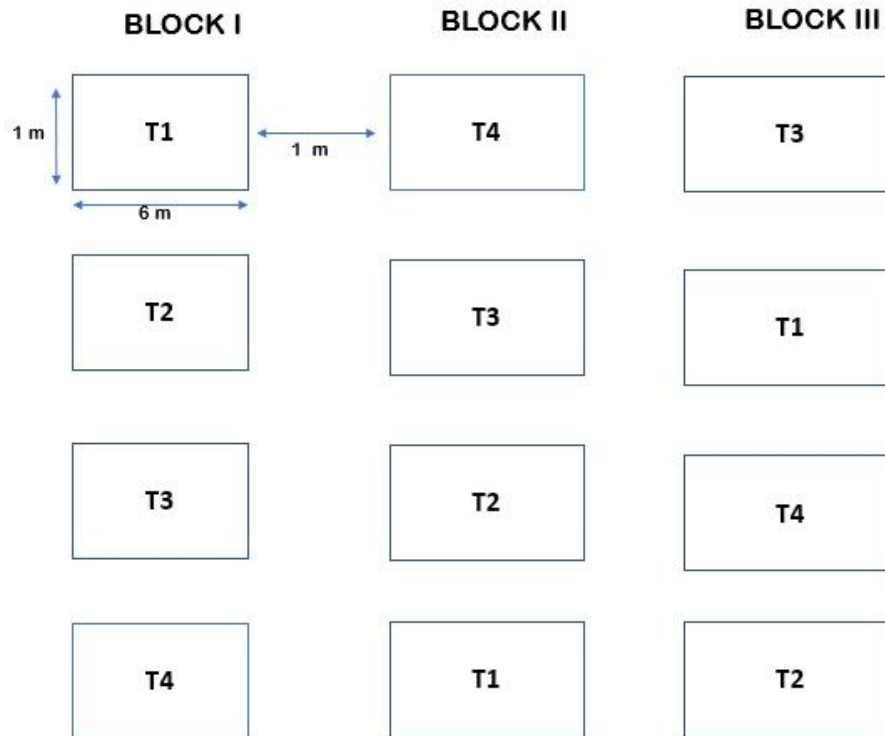 BLOCK I BLOCK II BLOCK III
1 m T1 1 m T4 T3
6 m
T2 T3 T1
T3 T2 T4
T4 T1 T2